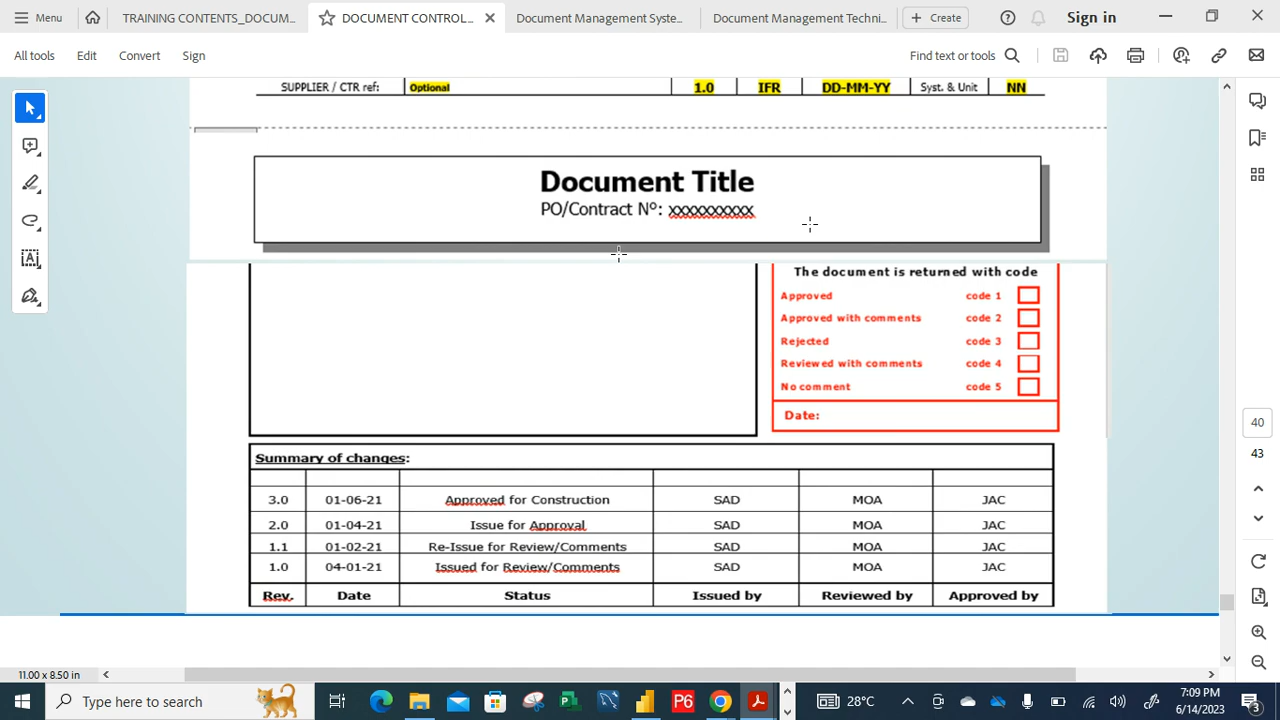 Menu TRAINING CONTENTS_DOCUM... DOCUMENT CONTROL... Document Management Syste... Document Management Techni... Create Sign in
All tools Edit Convert Sign Find text or tools
SUPPLIER / CTR ref: Optional 1.0 IFR DD-MM-YY Syst. & Unit NN
Document Title
PO/Contract Nº: xxxxxxxxxx
The document is returned with code
Approved code 1
Approved with comments code 2
Rejected code 3
Reviewed with comments code 4
No comment code 5
Date:
Summary of changes:
3.0 01-06-21 Approved for Construction SAD MOA JAC
2.0 01-04-21 Issue for Approval SAD MOA JAC
1.1 01-02-21 Re-Issue for Review/Comments SAD MOA JAC
1.0 04-01-21 Issued for Review/Comments SAD MOA JAC
Rev. Date Status Issued by Reviewed by Approved by
40
43
11.00 x 8.50 in
Type here to search P6 28°C 7:09 PM
6/14/2023 3